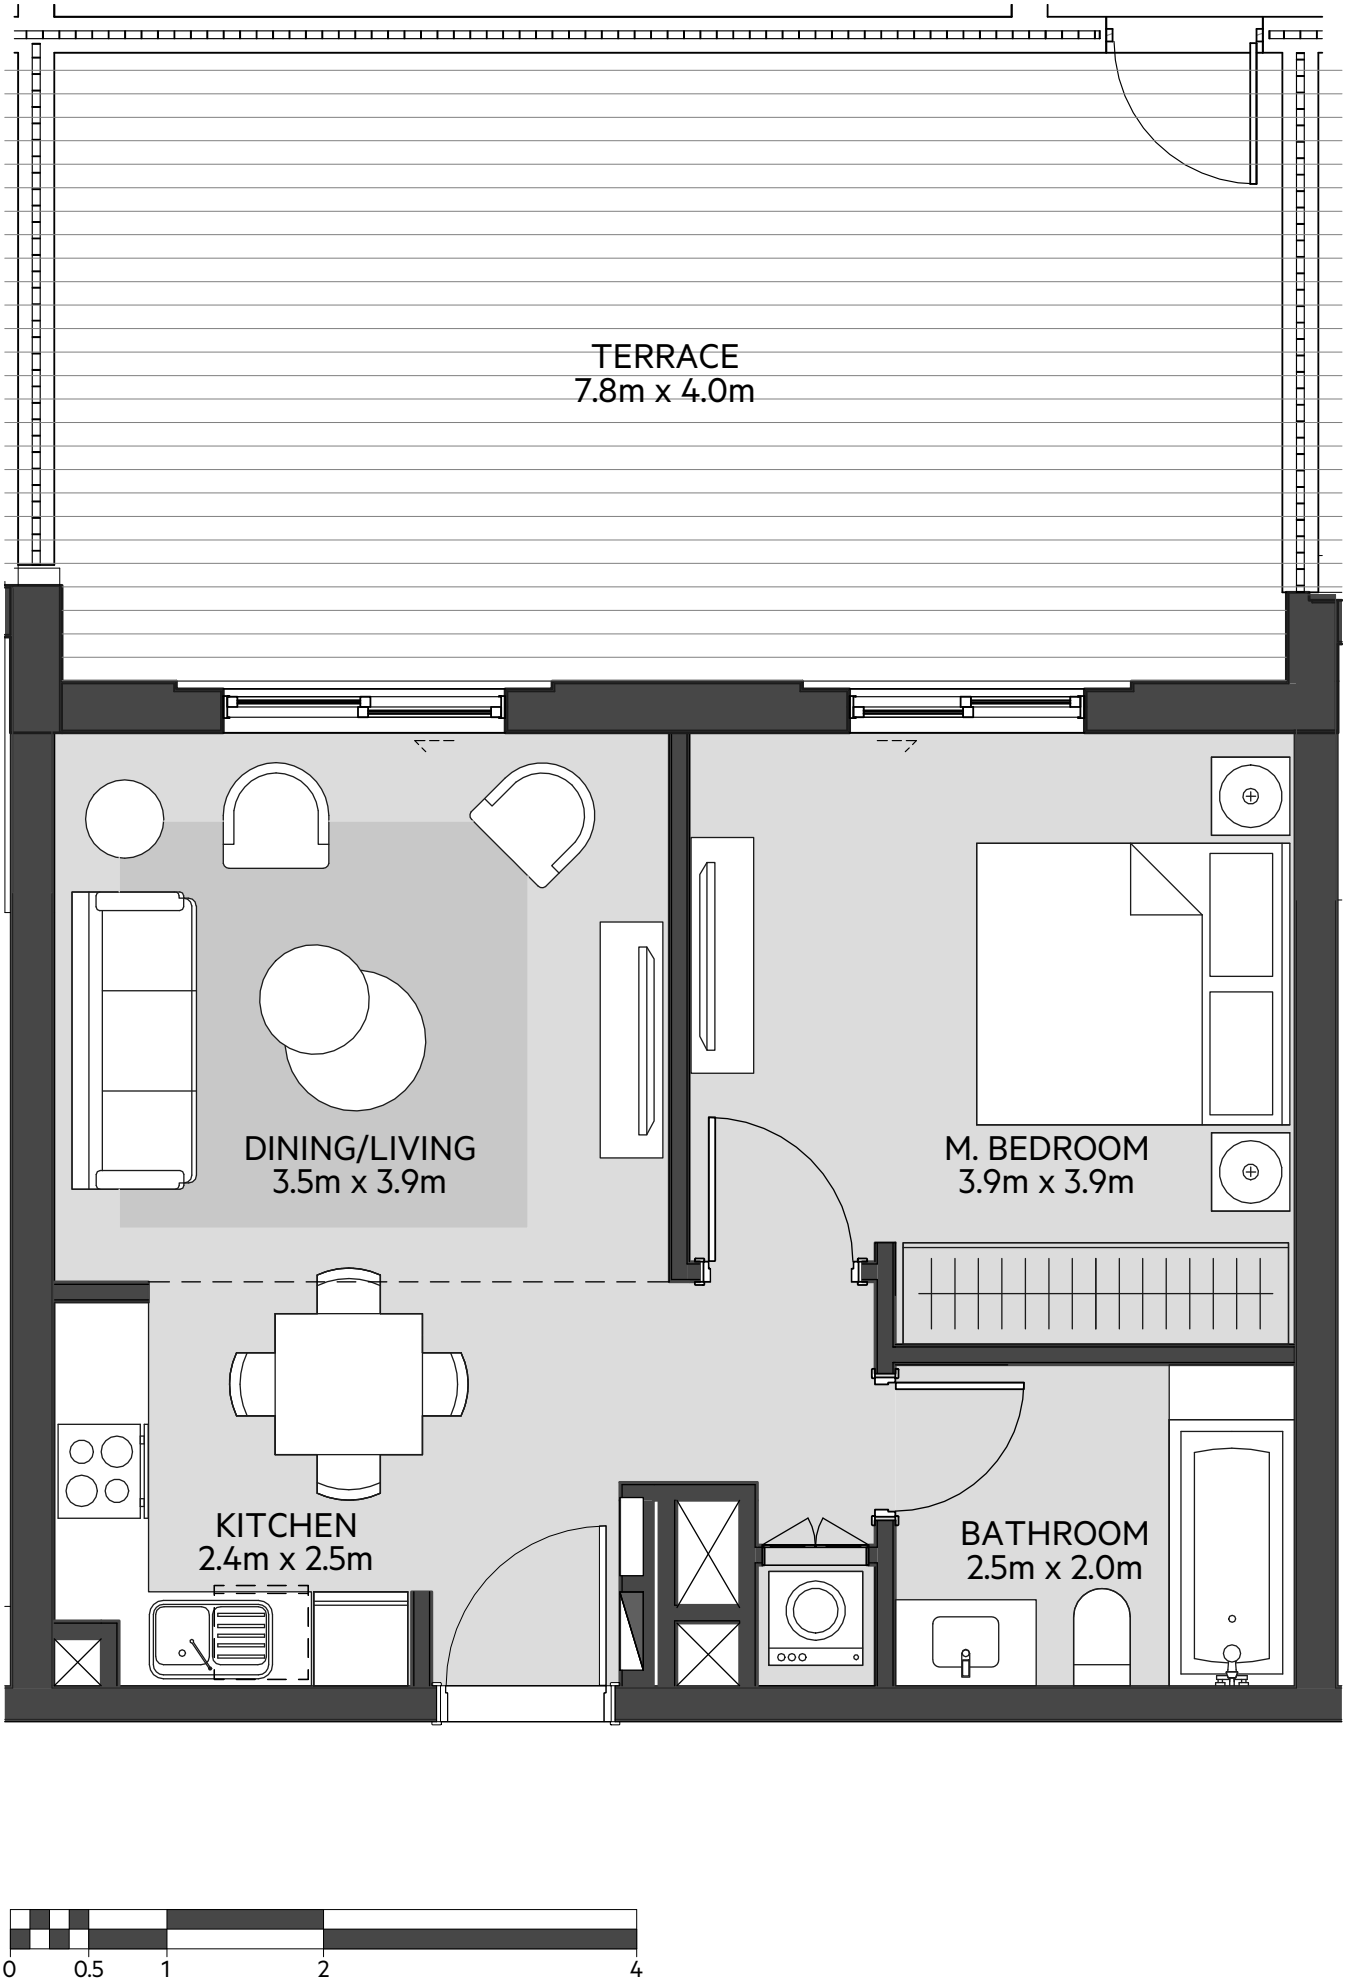 TERRACE
7.8m x 4.0m
DINING/LIVING
3.5m x 3.9m
M. BEDROOM
3.9m x 3.9m
KITCHEN
2.4m x 2.5m
BATHROOM
2.5m x 2.0m
0 0.5 1 2 4